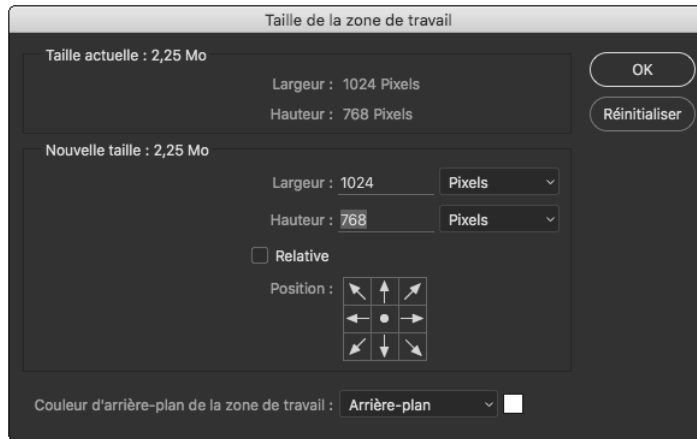 Taille de la zone de travail
Taille actuelle : 2,25 Mo
Largeur : 1024 Pixels
Hauteur : 768 Pixels
OK
Réinitialiser
Nouvelle taille : 2,25 Mo
Largeur : 1024 Pixels
Hauteur : 768 Pixels
Relative
Position :
Couleur d'arrière-plan de la zone de travail : Arrière-plan